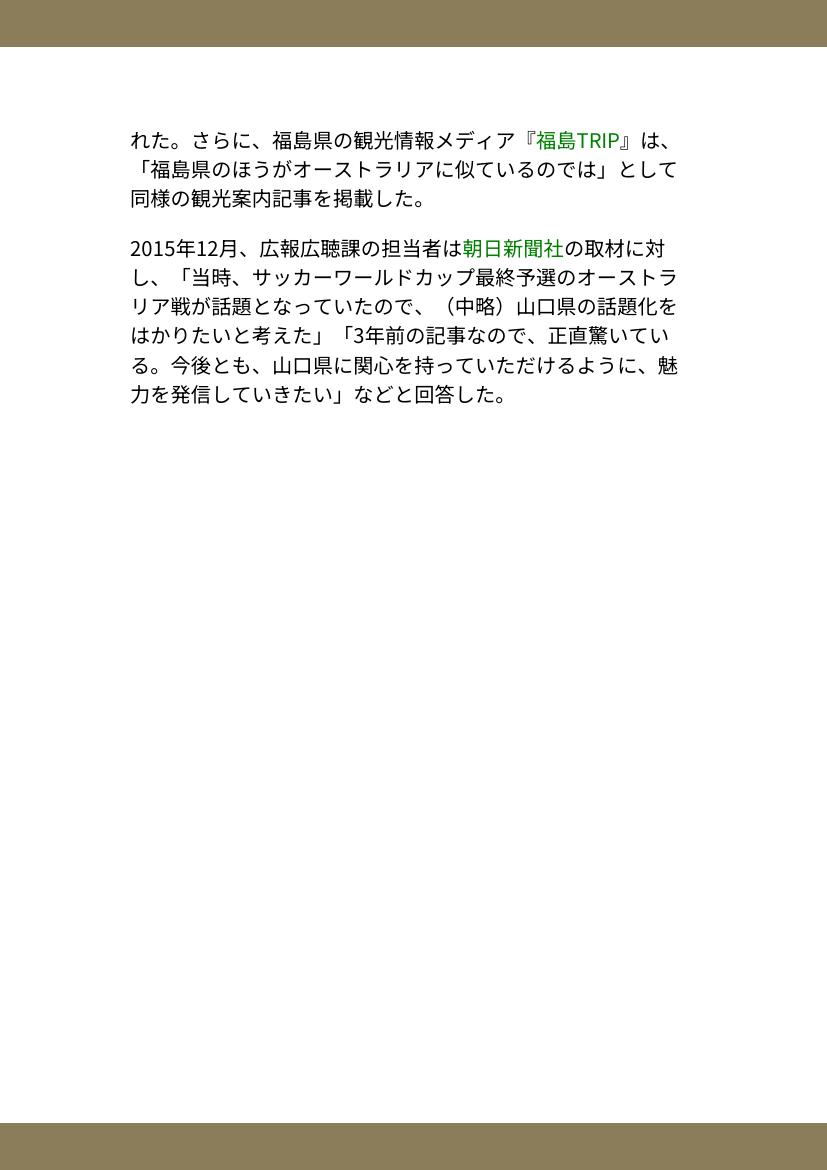 れた。さらに、福島県の観光情報メディア『福島TRIP』は、
「福島県のほうがオーストラリアに似ているのでは」として
同様の観光案内記事を掲載した。
2015年12月、広報広聴課の担当者は朝日新聞社の取材に対
し、「当時、サッカーワールドカップ最終予選のオーストラ
リア戦が話題となっていたので、（中略）山口県の話題化を
はかりたいと考えた」「3年前の記事なので、正直驚いてい
る。今後とも、山口県に関心を持っていただけるように、魅
力を発信していきたい」などと回答した。